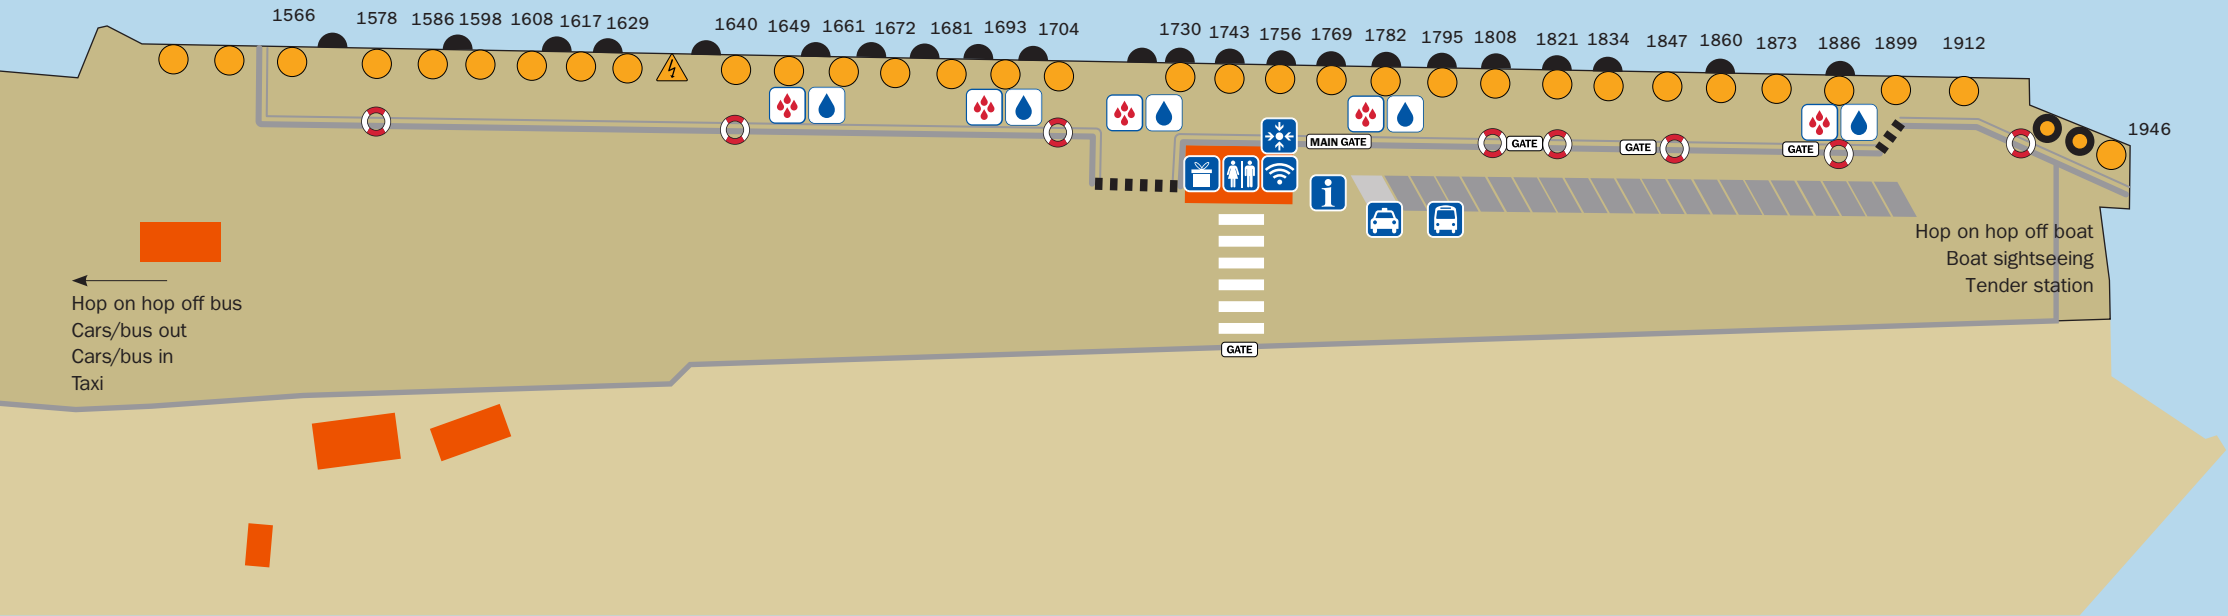 1566
1578
1586
1598
1608
1617
1629
1640
1649
1661
1672
1681
1693
1704
1730
1743
1756
1769
1782
1795
1808
1821
1834
1847
1860
1873
1886
1899
1912
1946
MAIN GATE
GATE
GATE
GATE
i
Hop on hop off boat
Boat sightseeing
Tender station
Hop on hop off bus
Cars/bus out
Cars/bus in
Taxi
GATE